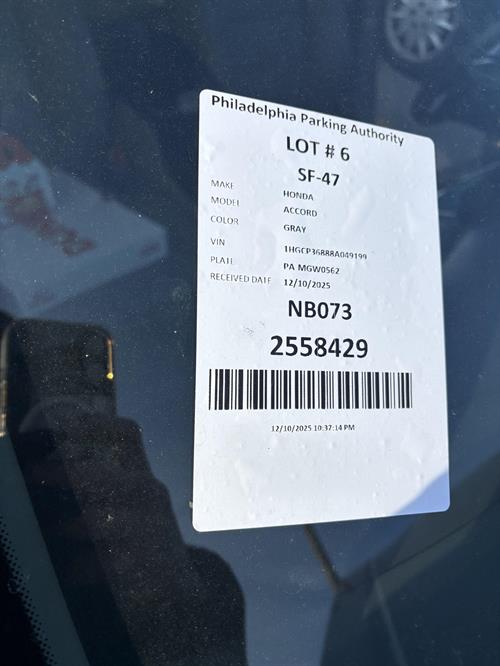 Philadelphia Parking Authority
LOT # 6
SF-47
MAKE HONDA
MODEL ACCORD
COLOR GRAY
VIN 1HGCP36888A049199
PLATE PA MGW0562
RECEIVED DATE 12/10/2025
NB073
2558429
12/10/2025 10:37:14 PM